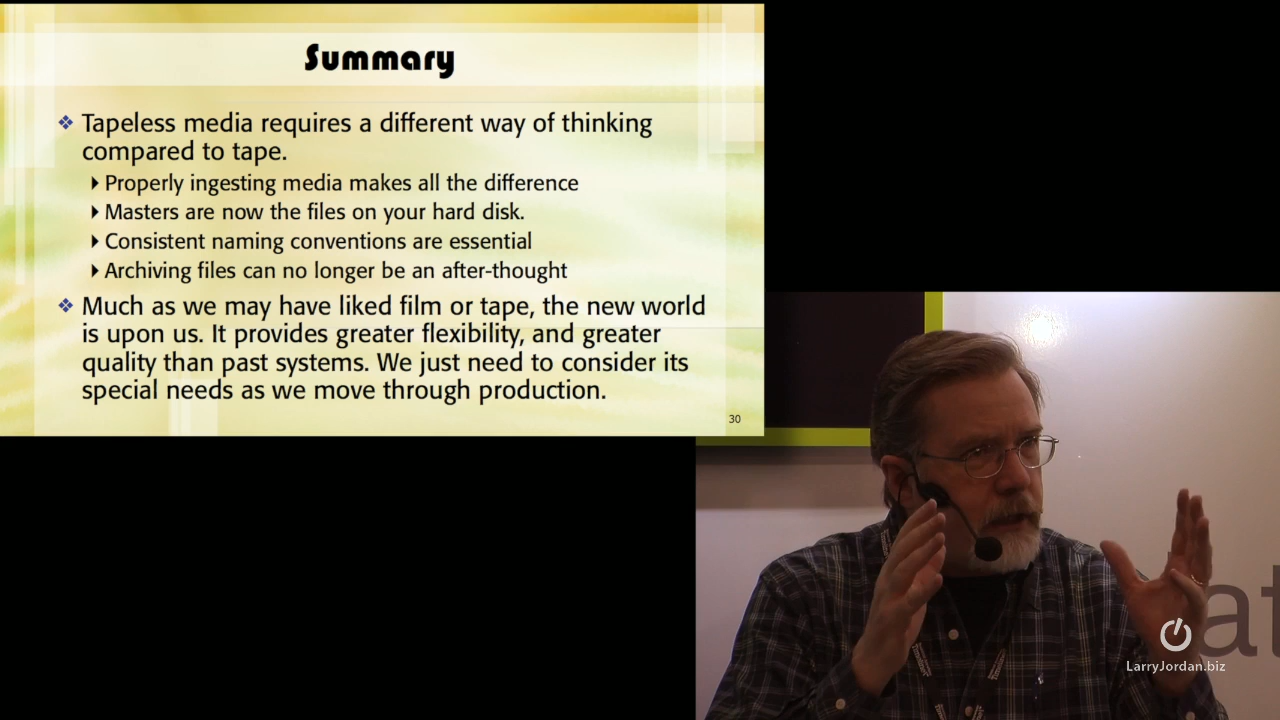 Summary
❖ Tapeless media requires a different way of thinking
compared to tape.
Properly ingesting media makes all the difference
Masters are now the files on your hard disk.
Consistent naming conventions are essential
Archiving files can no longer be an after-thought
❖ Much as we may have liked film or tape, the new world
is upon us. It provides greater flexibility, and greater
quality than past systems. We just need to consider its
special needs as we move through production.
30
at
LarryJordan.biz